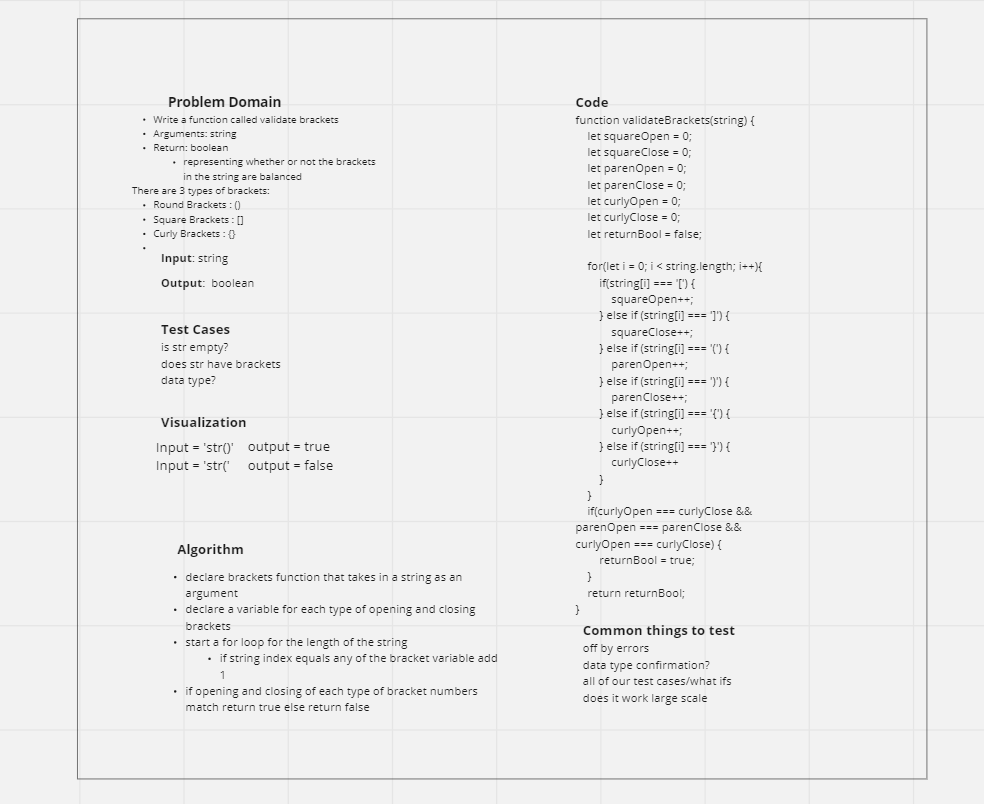 Problem Domain
• Write a function called validate brackets
• Arguments: string
• Return: boolean
• representing whether or not the brackets
in the string are balanced
There are 3 types of brackets:
• Round Brackets : ()
• Square Brackets : []
• Curly Brackets : {}
•
Input: string
Output: boolean
Test Cases
is str empty?
does str have brackets
data type?
Visualization
Input = 'str()' output = true
Input = 'str(' output = false
Algorithm
• declare brackets function that takes in a string as an
argument
• declare a variable for each type of opening and closing
brackets
• start a for loop for the length of the string
• if string index equals any of the bracket variable add
1
• if opening and closing of each type of bracket numbers
match return true else return false
Code
function validateBrackets(string) {
let squareOpen = 0;
let squareClose = 0;
let parenOpen = 0;
let parenClose = 0;
let curlyOpen = 0;
let curlyClose = 0;
let returnBool = false;
for(let i = 0; i < string.length; i++){
if(string[i] === '[') {
squareOpen++;
} else if (string[i] === ']') {
squareClose++;
} else if (string[i] === '(') {
parenOpen++;
} else if (string[i] === ')') {
parenClose++;
} else if (string[i] === '{') {
curlyOpen++;
} else if (string[i] === '}') {
curlyClose++
}
}
if(curlyOpen === curlyClose &&
parenOpen === parenClose &&
curlyOpen === curlyClose) {
returnBool = true;
}
return returnBool;
}
Common things to test
off by errors
data type confirmation?
all of our test cases/what ifs
does it work large scale